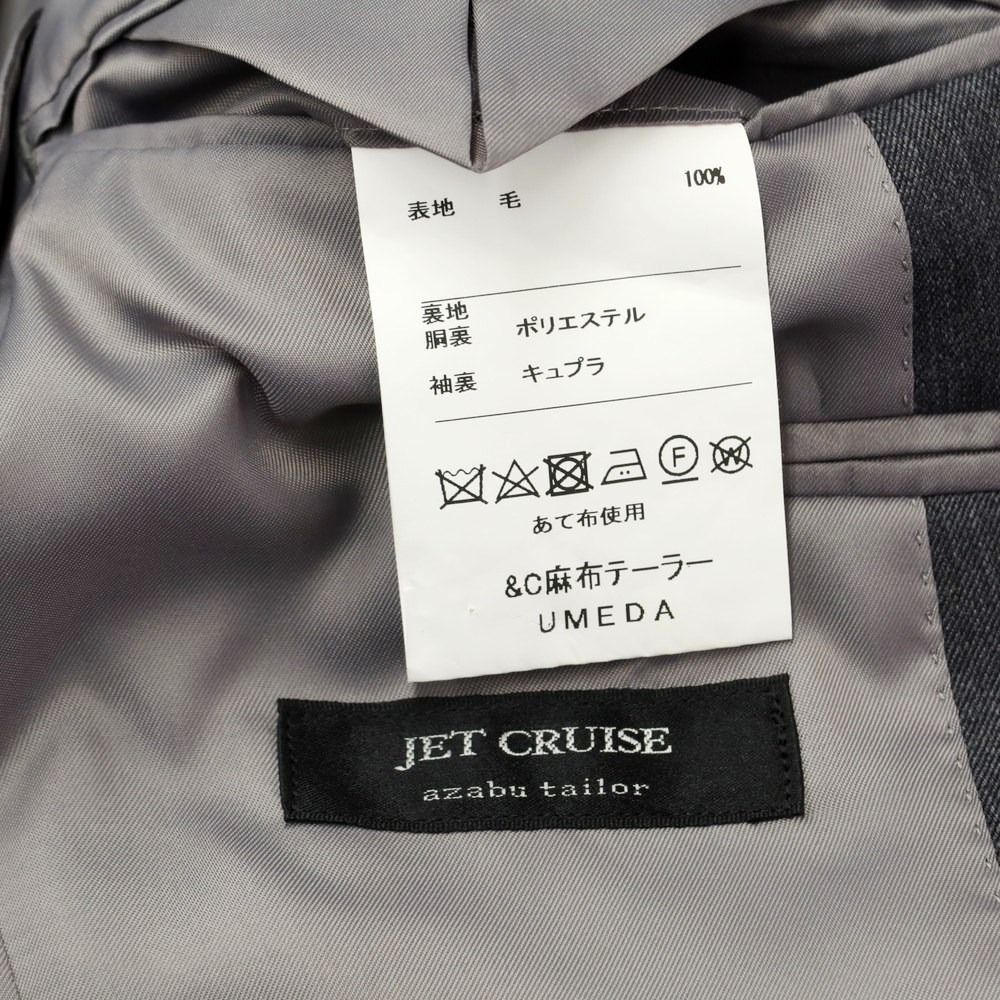 表地 毛 100%
裏地
胴裏 ポリエステル
袖裏 キュプラ
F W
あて布使用
&C麻布テーラー
UMEDA
JET CRUISE
azabu tailor